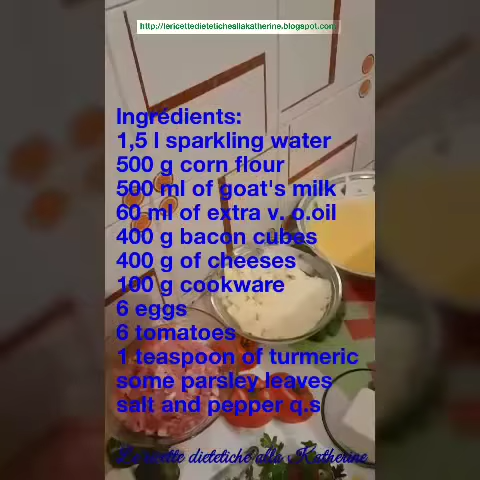 http://lericettedietetichesllakatherine.blogspot.com/
Ingredients:
1,5 l sparkling water
500 g corn flour
500 ml of goat's milk
60 ml of extra v. o.oil
400 g bacon cubes
400 g of cheeses
100 g cookware
6 eggs
6 tomatoes
1 teaspoon of turmeric
some parsley leaves
salt and pepper q.s
Le ricette dietetiche alla Katherine